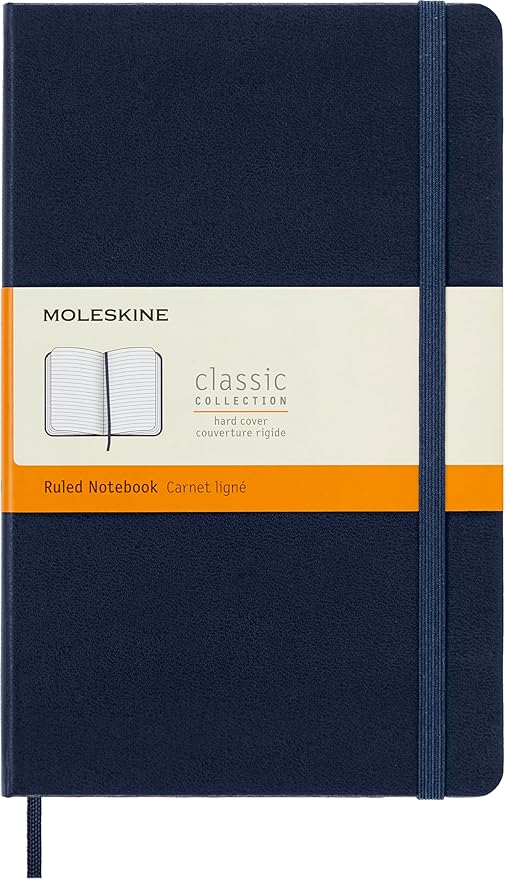 MOLESKINE
classic
COLLECTION
hard cover
couverture rigide
Ruled Notebook Carnet ligné